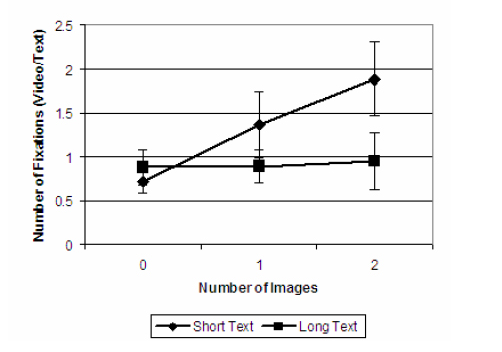 2.5
2
1.5
1
0.5
0
Number of Fixations (Video/Text)
0 1 2
Number of Images
Short Text Long Text